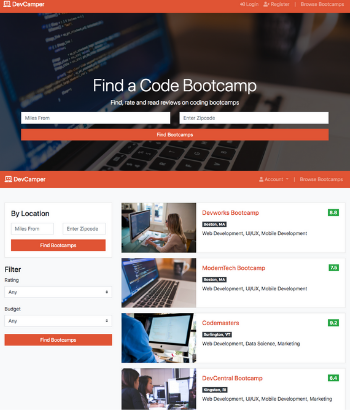 DevCamper
Login Register | Browse Bootcamps
Find a Code Bootcamp
Find, rate and read reviews on coding bootcamps
Miles From Enter Zipcode
Find Bootcamps
DevCamper
Account | Browse Bootcamps
By Location
Miles From Enter Zipcode
Find Bootcamps
Filter
Rating
Any
Budget
Any
Find Bootcamps
Devworks Bootcamp 8.8
Boston, MA
Web Development, UI/UX, Mobile Development
ModernTech Bootcamp 7.5
Boston, MA
Web Development, UI/UX, Mobile Development
Codemasters 9.2
Burlington, VT
Web Development, Data Science, Marketing
DevCentral Bootcamp 6.4
Kingston, RI
Web Development, UI/UX, Mobile Development, Marketing